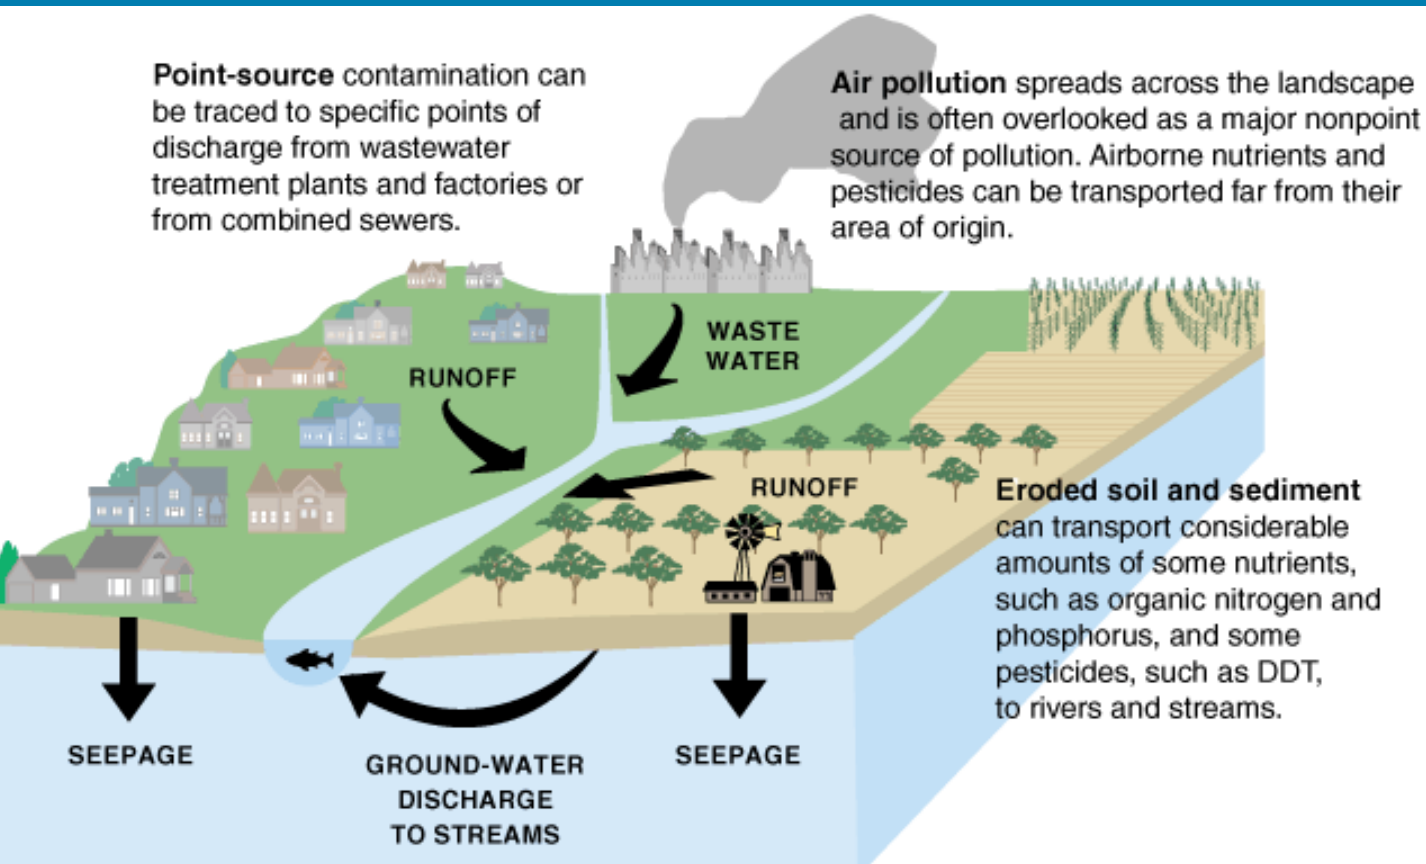 Point-source contamination can
be traced to specific points of
discharge from wastewater
treatment plants and factories or
from combined sewers.
Air pollution spreads across the landscape
and is often overlooked as a major nonpoint
source of pollution. Airborne nutrients and
pesticides can be transported far from their
area of origin.
WASTE
WATER
RUNOFF
RUNOFF
Eroded soil and sediment
can transport considerable
amounts of some nutrients,
such as organic nitrogen and
phosphorus, and some
pesticides, such as DDT,
to rivers and streams.
SEEPAGE
GROUND-WATER
DISCHARGE
TO STREAMS
SEEPAGE